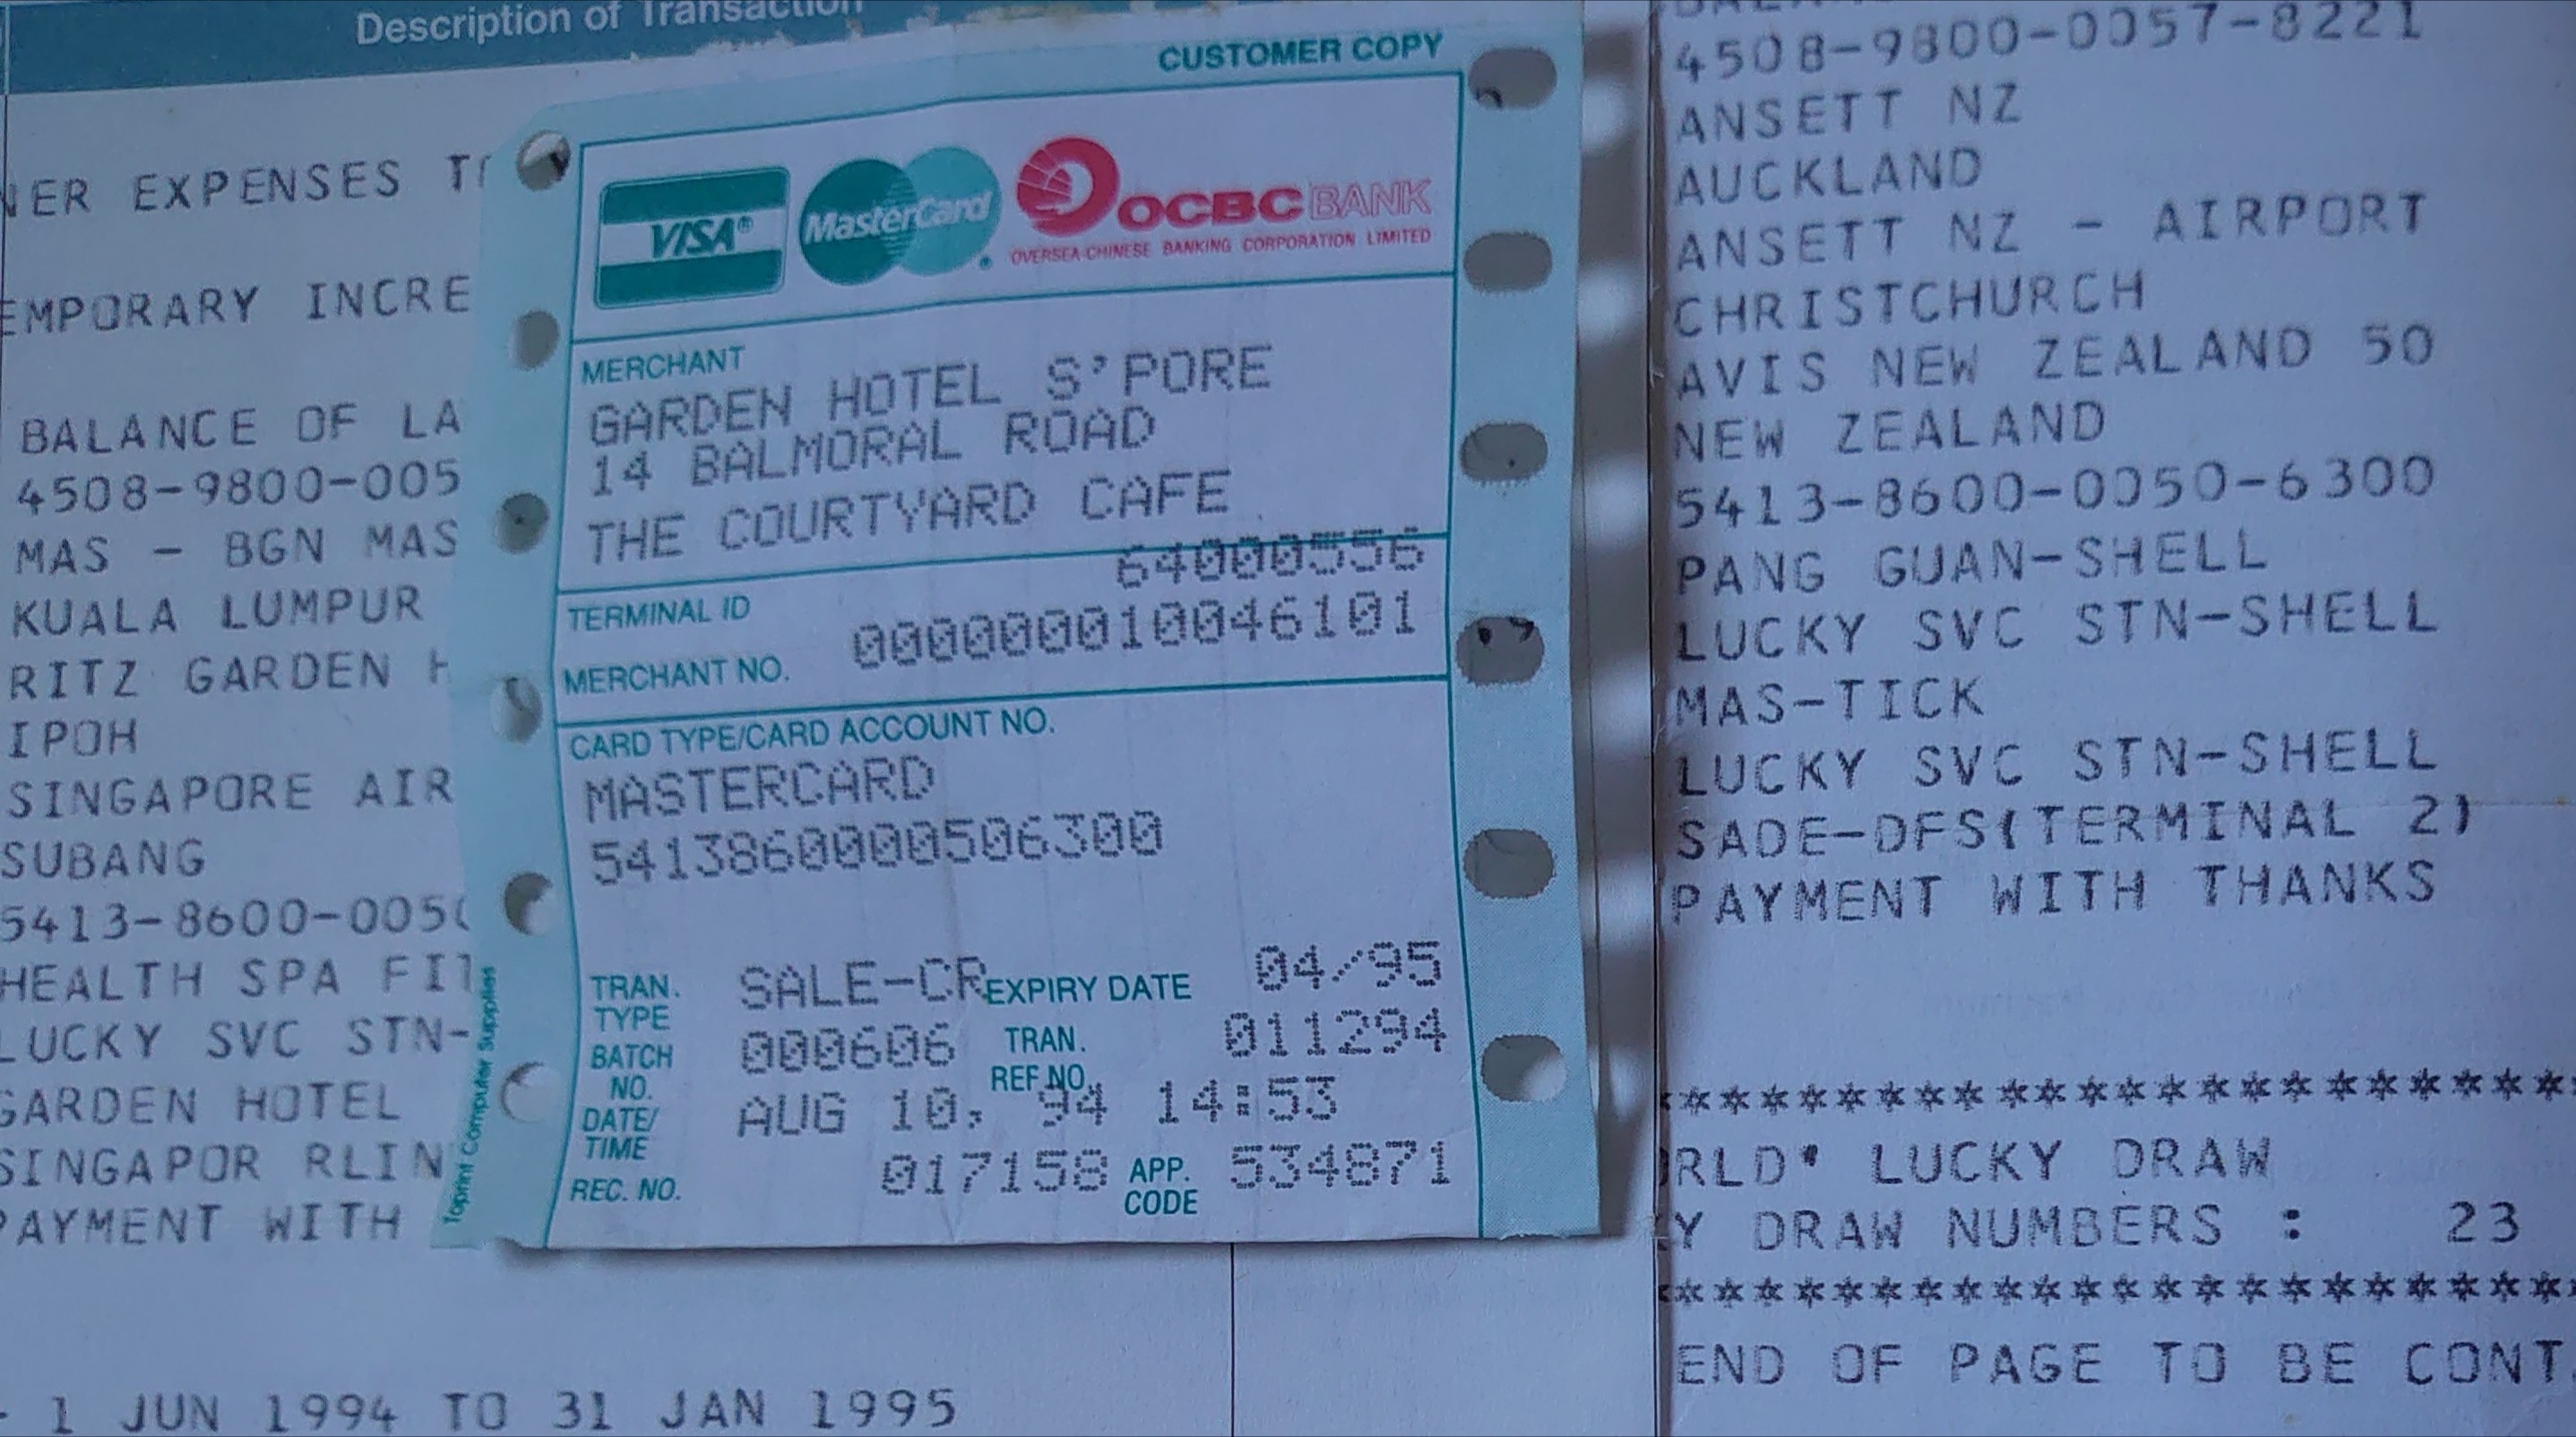 Description of Transaction
NER EXPENSES
EMPORARY INCRE
BALANCE OF LA
4508-9800-005
MAS - BGN MAS
KUALA LUMPUR
RITZ GARDEN H
IPOH
SINGAPORE AIR
SUBANG
5413-8600-005
HEALTH SPA FIT
LUCKY SVC STN-
GARDEN HOTEL
SINGAPOR RLIN
PAYMENT WITH
- 1 JUN 1994 TO 31 JAN 1995
CUSTOMER COPY
VISA®
MasterCard
OCBC BANK
OVERSEA-CHINESE BANKING CORPORATION LIMITED
MERCHANT
GARDEN HOTEL S'PORE
14 BALMORAL ROAD
THE COURTYARD CAFE
64000556
TERMINAL ID
000000010046101
MERCHANT NO.
CARD TYPE/CARD ACCOUNT NO.
MASTERCARD
5413860000506300
TRAN. TYPE SALE-CR EXPIRY DATE 04/95
BATCH NO. 000606 TRAN. REF.NO. 011294
DATE/TIME AUG 10, 94 14:53
REC. NO. 017158 APP. CODE 534871
Toprint Computer Supplies
4508-9800-0057-8221
ANSETT NZ
AUCKLAND
ANSETT NZ - AIRPORT
CHRISTCHURCH
AVIS NEW ZEALAND 50
NEW ZEALAND
5413-8600-0050-6300
PANG GUAN-SHELL
LUCKY SVC STN-SHELL
MAS-TICK
LUCKY SVC STN-SHELL
SADE-DFS(TERMINAL 2)
PAYMENT WITH THANKS
***********************
ORLD" LUCKY DRAW
Y DRAW NUMBERS : 23
***********************
END OF PAGE TO BE CONT